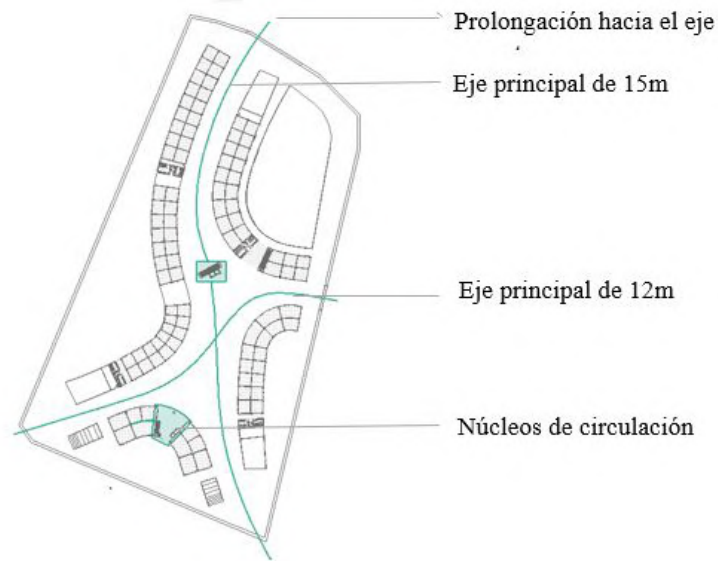 Prolongación hacia el eje
Eje principal de 15m
Eje principal de 12m
Núcleos de circulación